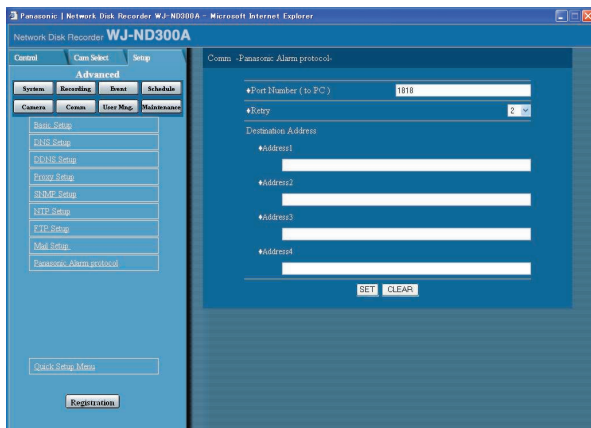 Panasonic | Network Disk Recorder WJ-ND300A - Microsoft Internet Explorer
Network Disk Recorder WJ-ND300A
Control Cam Select Setup
Advanced
System Recording Event Schedule
Camera Comm User Mng. Maintenance
Basic Setup
DNS Setup
DDNS Setup
Proxy Setup
SNMP Setup
NTP Setup
FTP Setup
Mail Setup
Panasonic Alarm protocol
Quick Setup Menu
Registration
Comm -Panasonic Alarm protocol-
♦Port Number ( to PC ) 1818
♦Retry 2
Destination Address
♦Address1
♦Address2
♦Address3
♦Address4
SET CLEAR